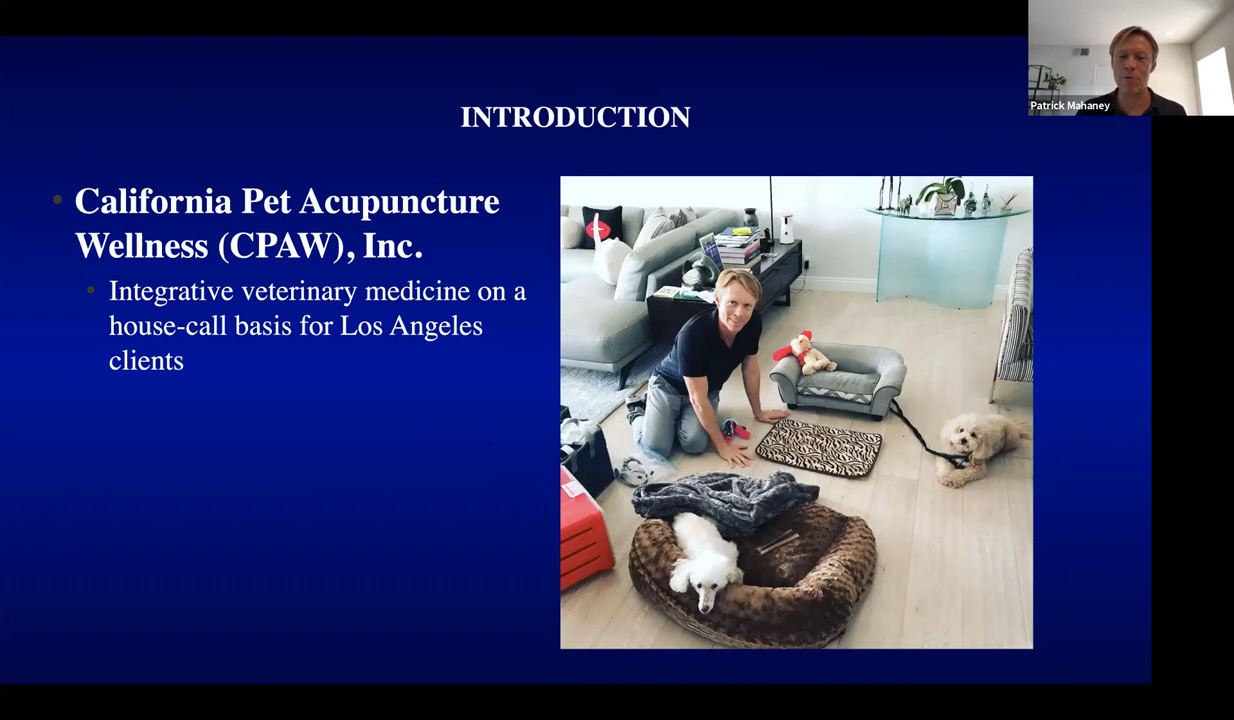 Patrick Mahaney
INTRODUCTION
California Pet Acupuncture
Wellness (CPAW), Inc.
Integrative veterinary medicine on a
house-call basis for Los Angeles
clients